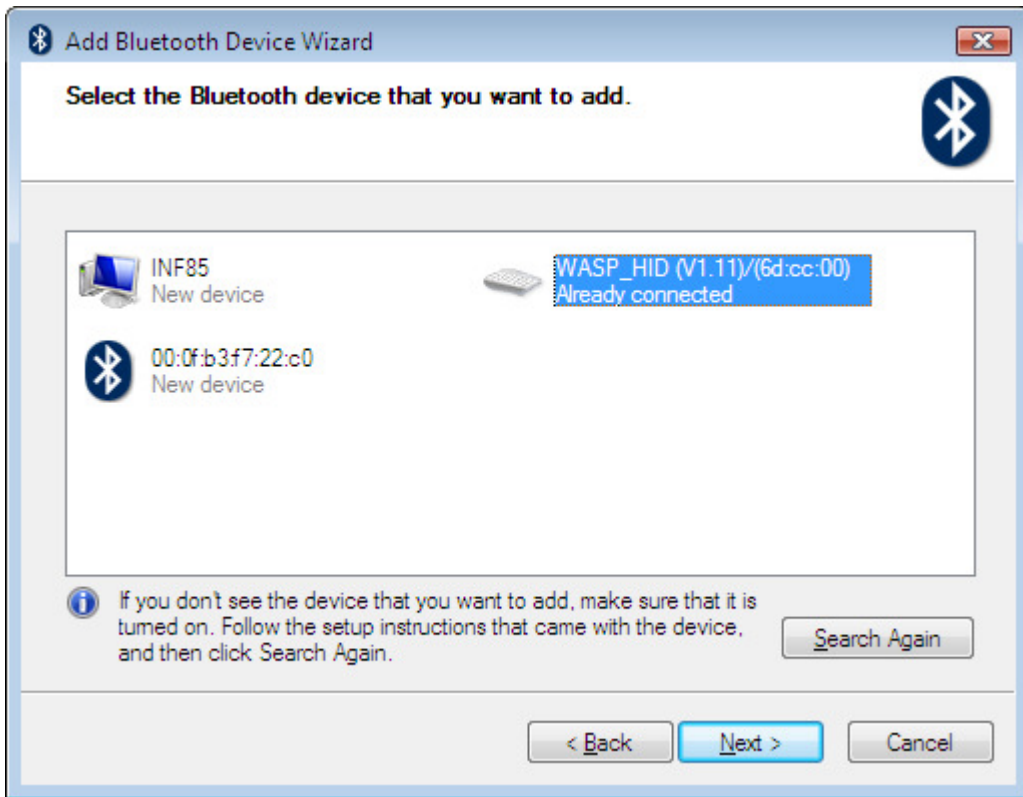 Add Bluetooth Device Wizard
Select the Bluetooth device that you want to add.
INF85
New device
WASP_HID (V1.11)/(6d:cc:00)
Already connected
00:0f:b3:f7:22:c0
New device
If you don't see the device that you want to add, make sure that it is
turned on. Follow the setup instructions that came with the device,
and then click Search Again.
Search Again
< Back
Next >
Cancel